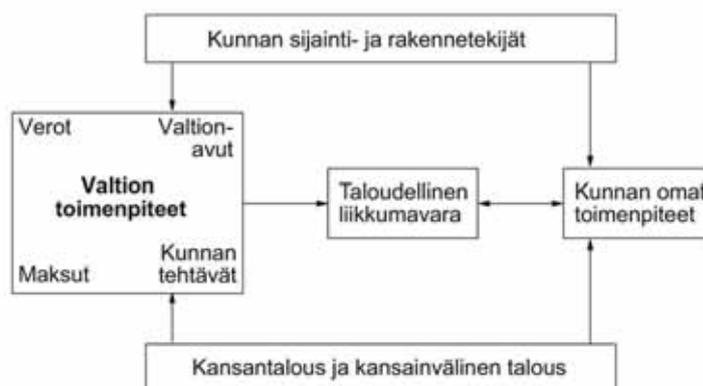 Kunnan sijainti- ja rakennetekijät
Verot
Valtion-
avut
Valtion
toimenpiteet
Maksut
Kunnan
tehtävät
Taloudellinen
liikkumavara
Kunnan omat
toimenpiteet
Kansantalous ja kansainvälinen talous